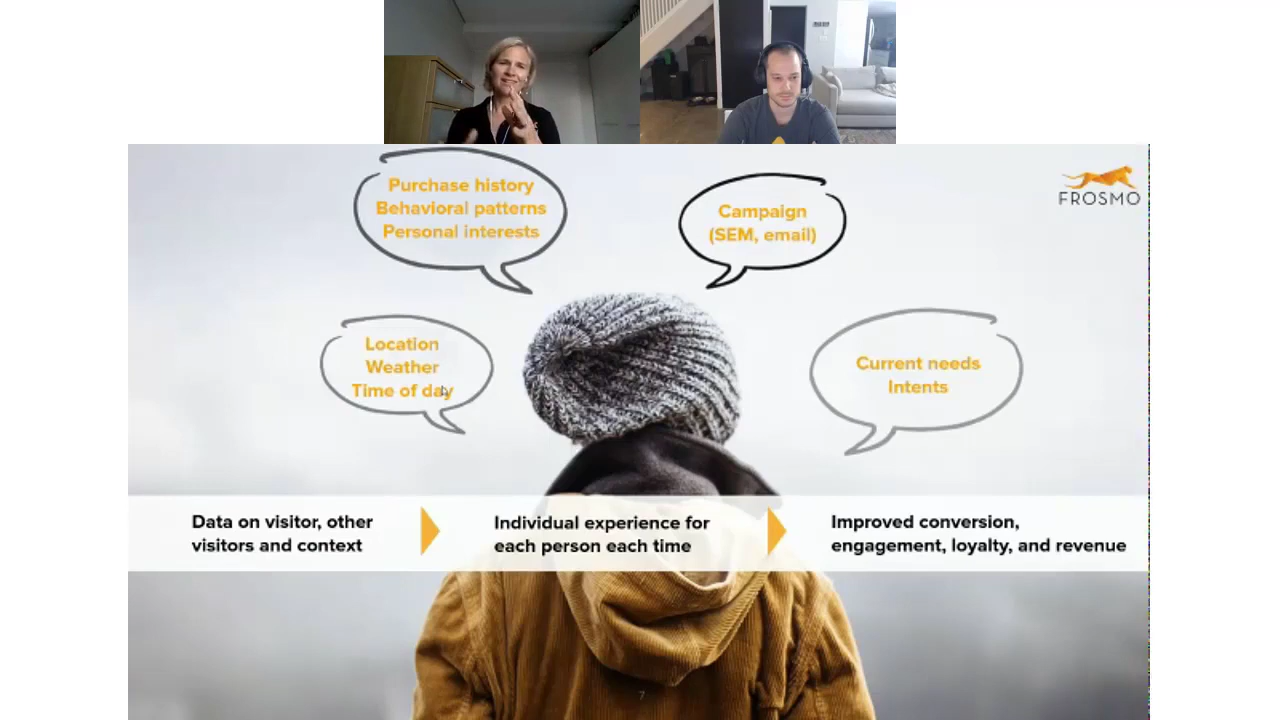 Purchase history
Behavioral patterns
Personal interests
Campaign
(SEM, email)
FROSMO
Location
Weather
Time of day
Current needs
Intents
Data on visitor, other
visitors and context
Individual experience for
each person each time
Improved conversion,
engagement, loyalty, and revenue
7